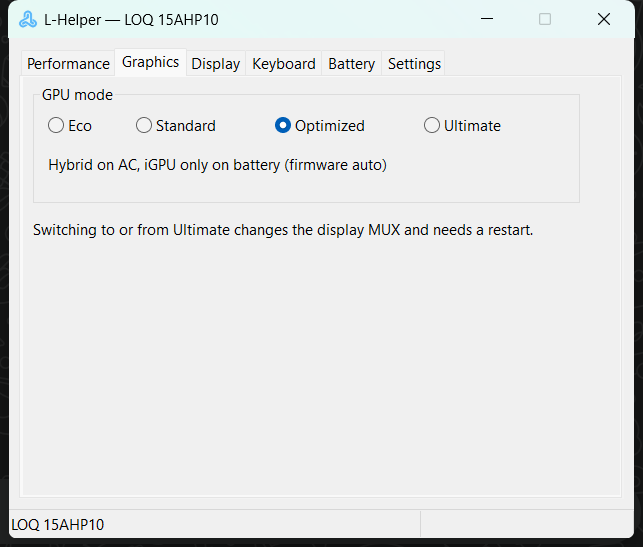 L-Helper — LOQ 15AHP10
Performance Graphics Display Keyboard Battery Settings
GPU mode
Eco Standard Optimized Ultimate
Hybrid on AC, iGPU only on battery (firmware auto)
Switching to or from Ultimate changes the display MUX and needs a restart.
LOQ 15AHP10